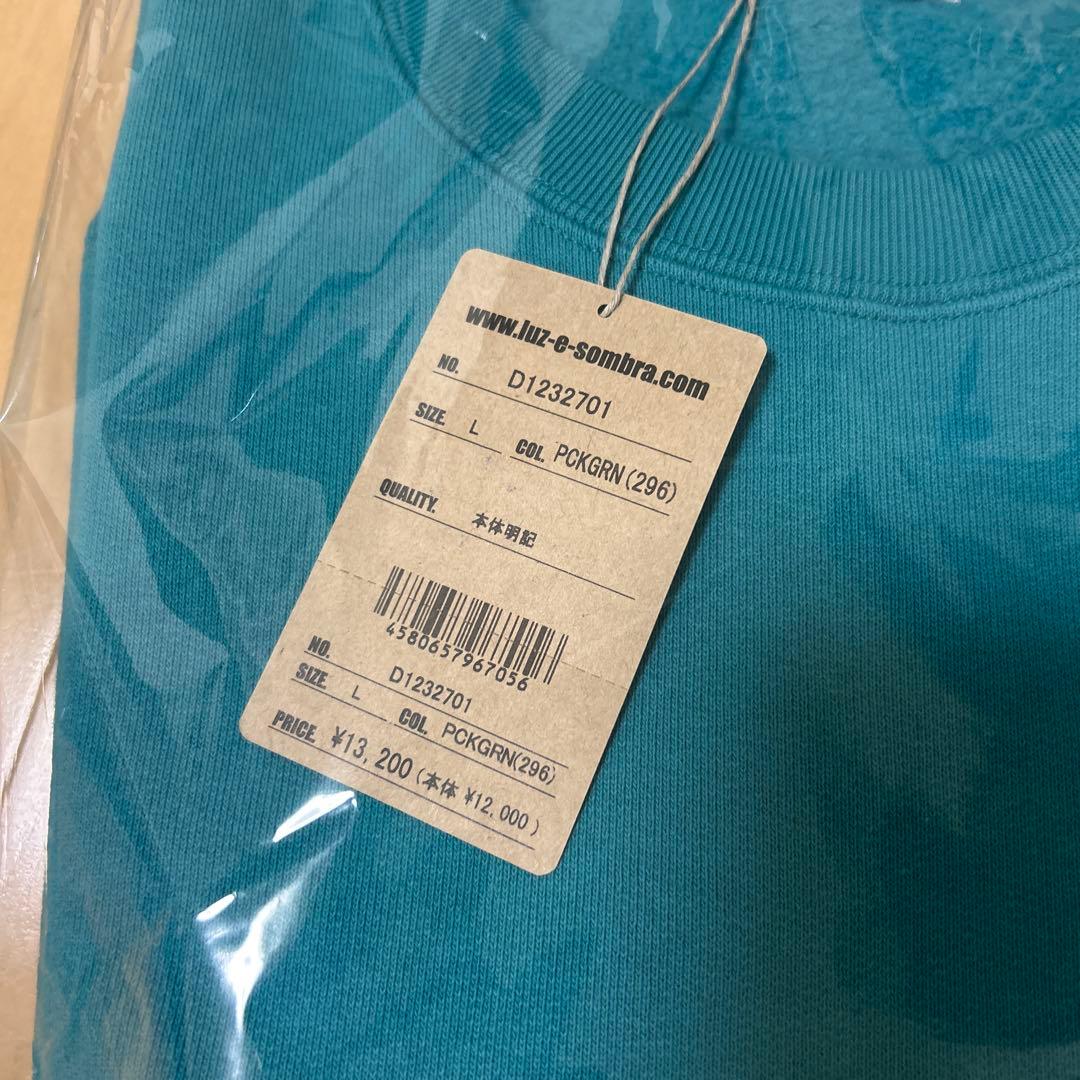 www.luz-e-sombra.com
NO. D1232701
SIZE. L COL. PCKGRN(296)
QUALITY. 本体明記
4580657967056
NO. D1232701
SIZE. L COL. PCKGRN(296)
PRICE. ¥13,200(本体 ¥12,000)